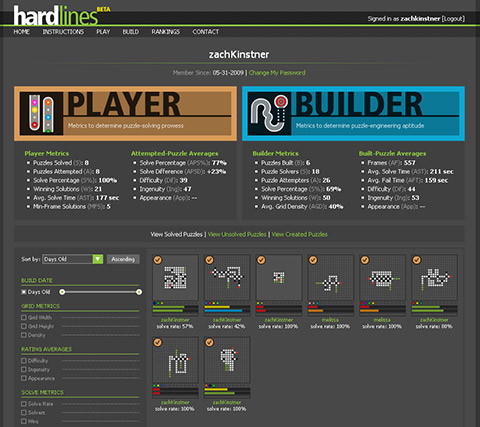 hardlines BETA
Signed in as zachkinstner [Logout]
HOME INSTRUCTIONS PLAY BUILD RANKINGS CONTACT
zachKinstner
Member Since: 05-31-2009 | Change My Password
PLAYER
Metrics to determine puzzle-solving prowess
BUILDER
Metrics to determine puzzle-engineering aptitude
Player Metrics
Puzzles Solved (S): 8
Puzzles Attempted (A): 8
Solve Percentage (S%): 100%
Winning Solutions (W): 21
Avg. Solve Time (AST): 177 sec
Min-Frame Solutions (MFS): 5
Attempted-Puzzle Averages
Solve Percentage (APS%): 77%
Solve Difference (APSD): +23%
Difficulty (Dif): 39
Ingenuity (Ing): 47
Appearance (App): --
Builder Metrics
Puzzles Built (B): 6
Puzzle Solvers (S): 18
Puzzle Attempters (A): 26
Solve Percentage (S%): 69%
Winning Solutions (W): 50
Avg. Grid Density (AGD): 40%
Built-Puzzle Averages
Frames (AF): 557
Avg. Solve Time (AST): 211 sec
Avg. Fail Time (AFT): 159 sec
Difficulty (Dif): 44
Ingenuity (Ing): 53
Appearance (App): --
View Solved Puzzles | View Unsolved Puzzles | View Created Puzzles
Sort by: Days Old Ascending
BUILD DATE
Days Old
GRID METRICS
Grid Width
Grid Height
Density
RATING AVERAGES
Difficulty
Ingenuity
Appearance
SOLVE METRICS
Solve Rate
Solvers
zachKinstner
solve rate: 57%
zachKinstner
solve rate: 42%
zachKinstner
solve rate: 100%
melissa
solve rate: 100%
melissa
solve rate: 100%
zachKinstner
solve rate: 80%
zachKinstner
solve rate: 100%
zachKinstner
solve rate: 100%